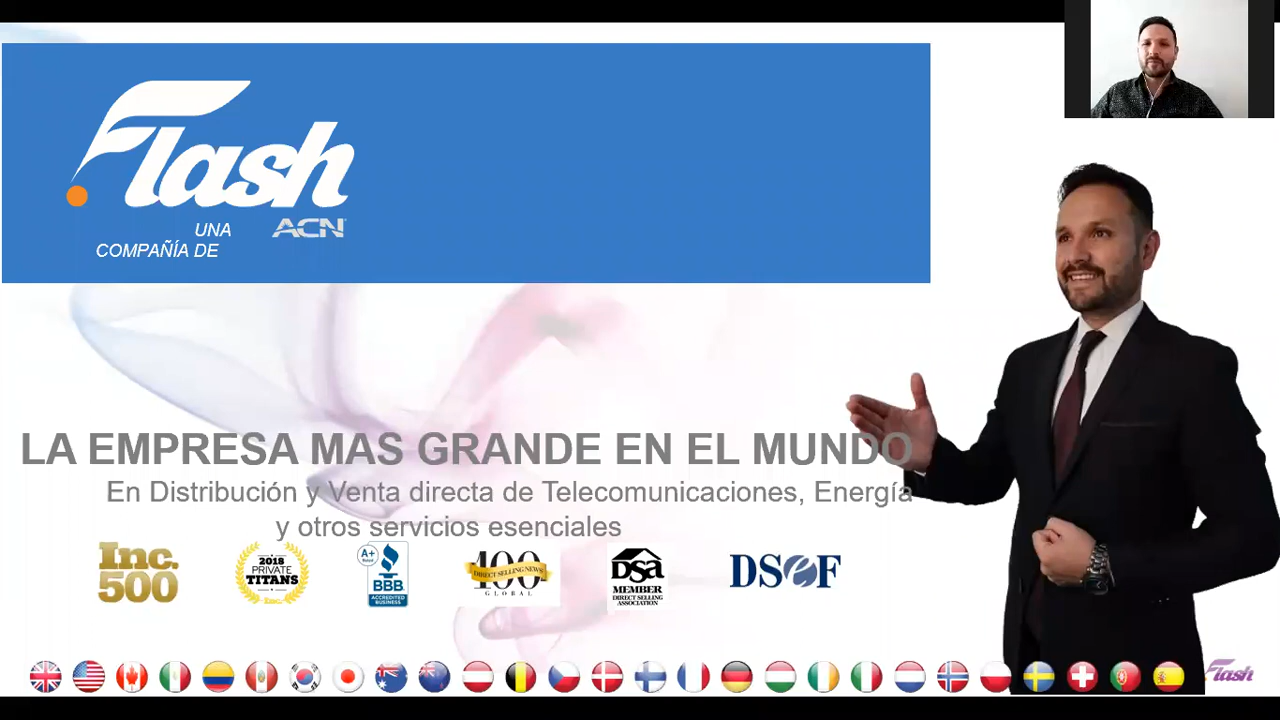 Flash
UNA
COMPAÑÍA DE
ACN
LA EMPRESA MAS GRANDE EN EL MUNDO
En Distribución y Venta directa de Telecomunicaciones, Energía
y otros servicios esenciales
Inc.
500
2018
PRIVATE
TITANS
Inc.
A+
BBB
ACCREDITED
BUSINESS
100
DIRECT SELLING NEWS
GLOBAL
DSA
MEMBER
DIRECT SELLING
ASSOCIATION
DSEF
Flash